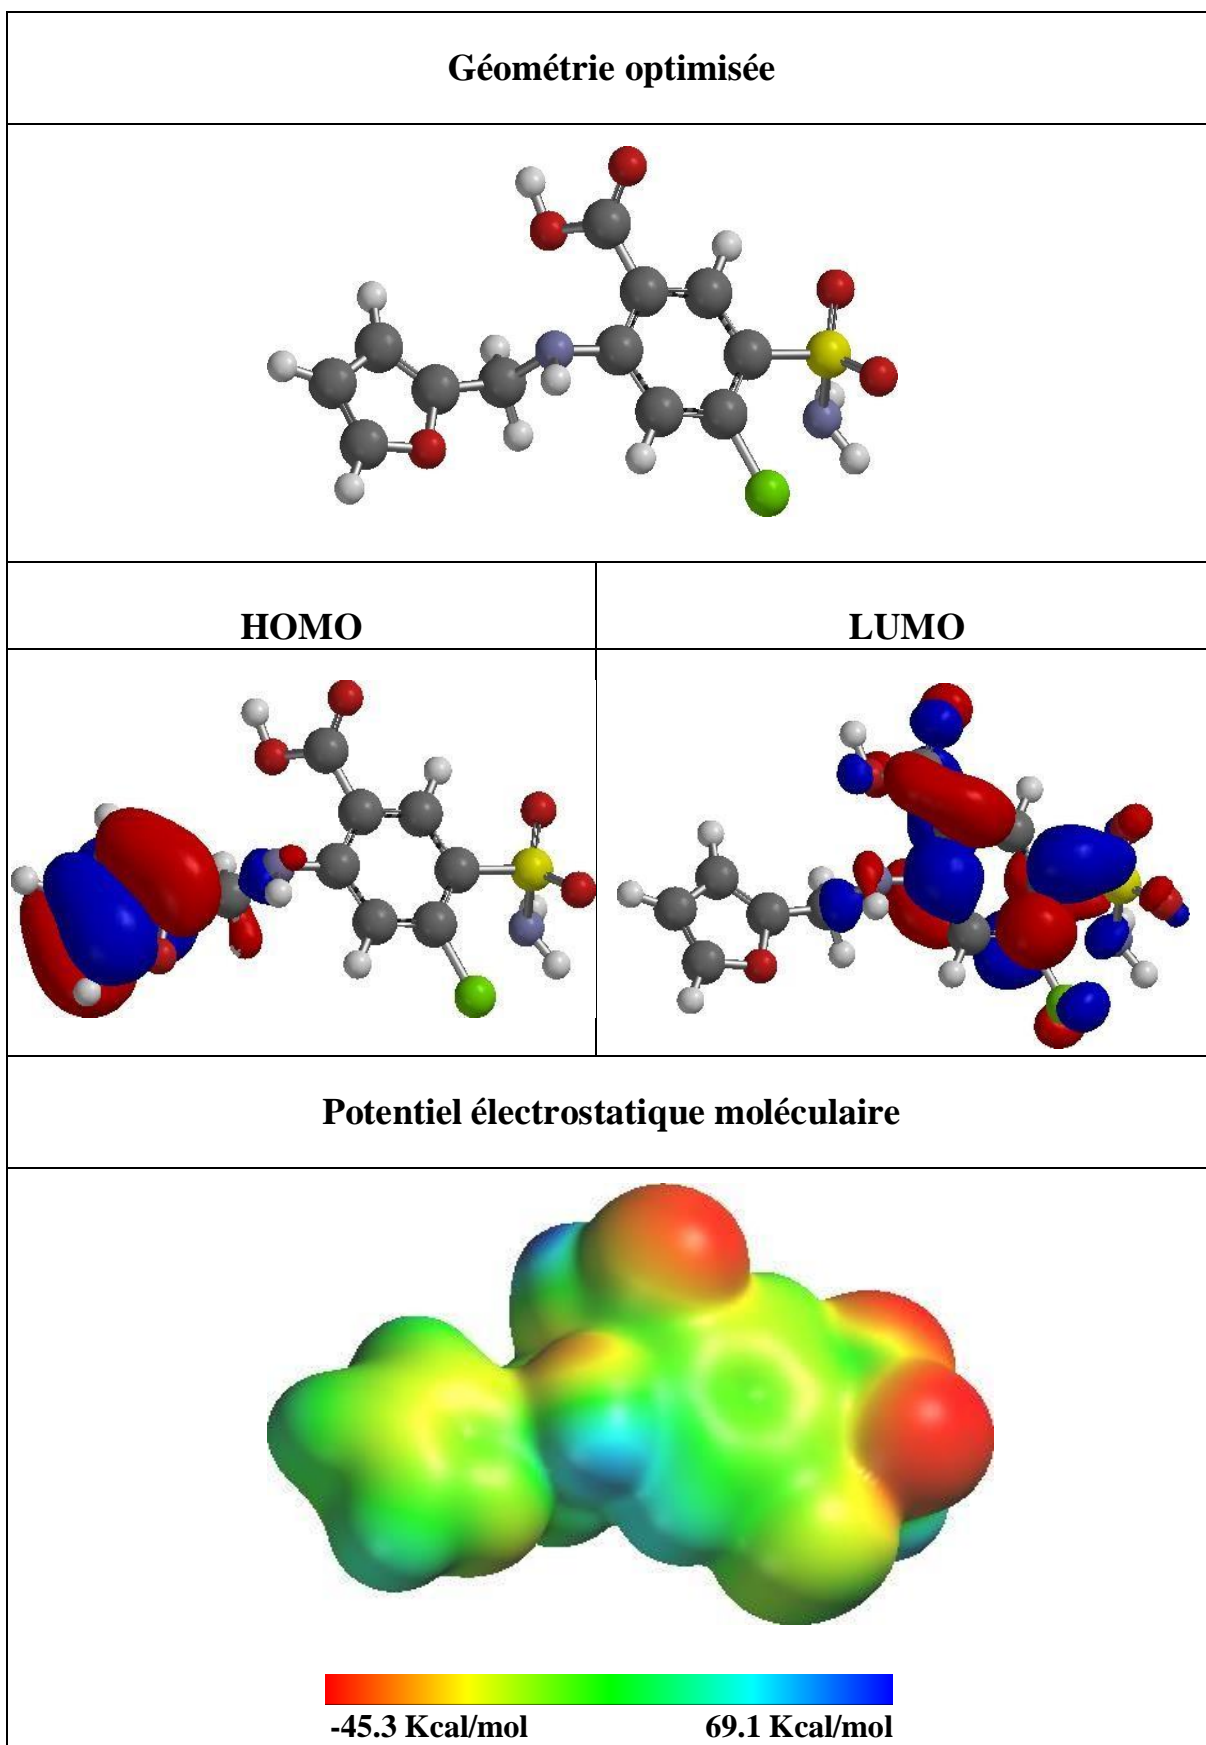 Géométrie optimisée
HOMO
LUMO
Potentiel électrostatique moléculaire
-45.3 Kcal/mol
69.1 Kcal/mol